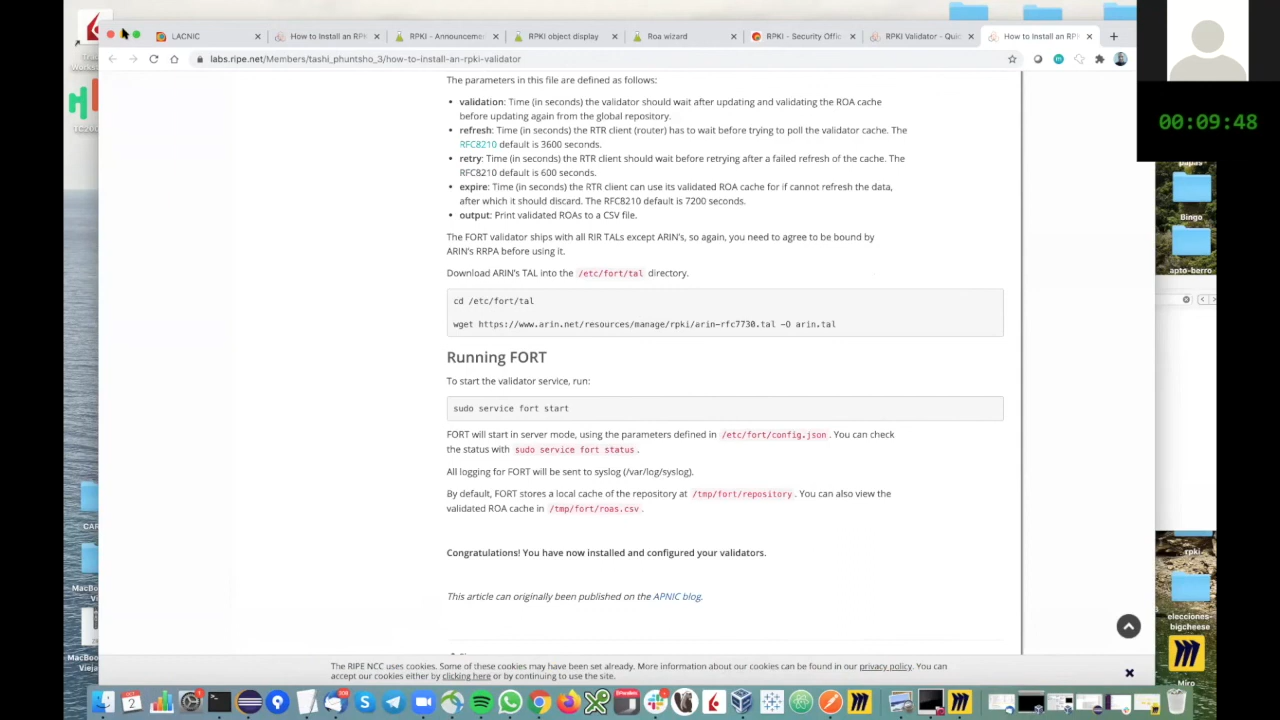 LACNIC
How to Install an RP
RPKI - Announcemen
RPKI object display
Roa wizard
RPKI - Security Offic
RPKI Validator - Quic
How to Install an RP
labs.ripe.net/Members/tashi_phuntsho_3/how-to-install-an-rpki-validator
00:09:48
The parameters in this file are defined as follows:
validation: Time (in seconds) the validator should wait after updating and validating the ROA cache
before updating again from the global repository.
refresh: Time (in seconds) the RTR client (router) has to wait before trying to poll the validator cache. The
RFC8210 default is 3600 seconds.
retry: Time (in seconds) the RTR client should wait before retrying after a failed refresh of the cache. The
default is seconds.
expire: Time (in seconds) the RTR client can use its validated ROA cache for if cannot refresh the data,
after which it should discard. The RFC8210 default is 7200 seconds.
output: Print validated ROAs to a CSV file.
The FORT validator ships with all RIR TALs except ARIN's, so again, you need to agree to be bound by
ARIN's RRPA before using it.
Download ARIN's TAL into the /etc/fort/tal directory.
cd /etc/fort/tal
wget https://www.arin.net/resources/manage/rpki/arin-rfc7730.tal -O arin.tal
Running FORT
To start the validator service, run:
sudo service fort start
FORT will start in server mode, using the parameters defined in /etc/fort/config.json. You can check
the status with sudo service fort status.
All logging for FORT will be sent to syslog (/var/log/syslog).
By default, FORT stores a local cache of the repository at /tmp/fort/repository. You can also view the
validated ROA cache in /tmp/fort/roas.csv.
Congratulations! You have now installed and configured your validators.
This article can originally been published on the APNIC blog.
The RIPE NCC uses cookies. Some of these cookies may have been set already. More information about our cookies can be found in our privacy policy. You
clicking here
papas
Bingo
apto-berro
rpki
elecciones-
bigcheese
Miro
CAP
MacBoo
Vieja